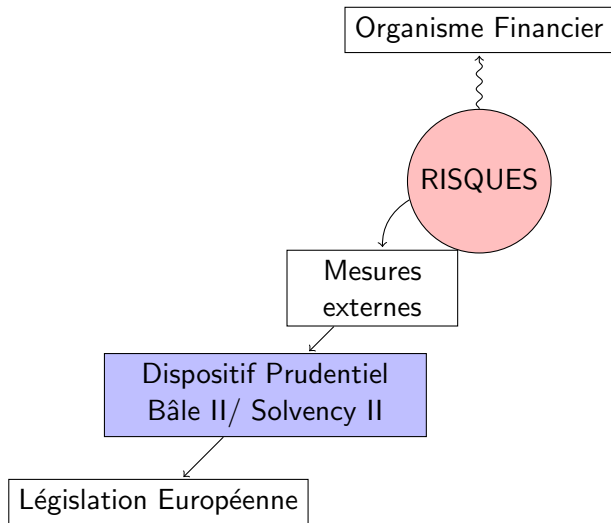 Organisme Financier
RISQUES
Mesures
externes
Dispositif Prudentiel
Bâle II/ Solvency II
Législation Européenne